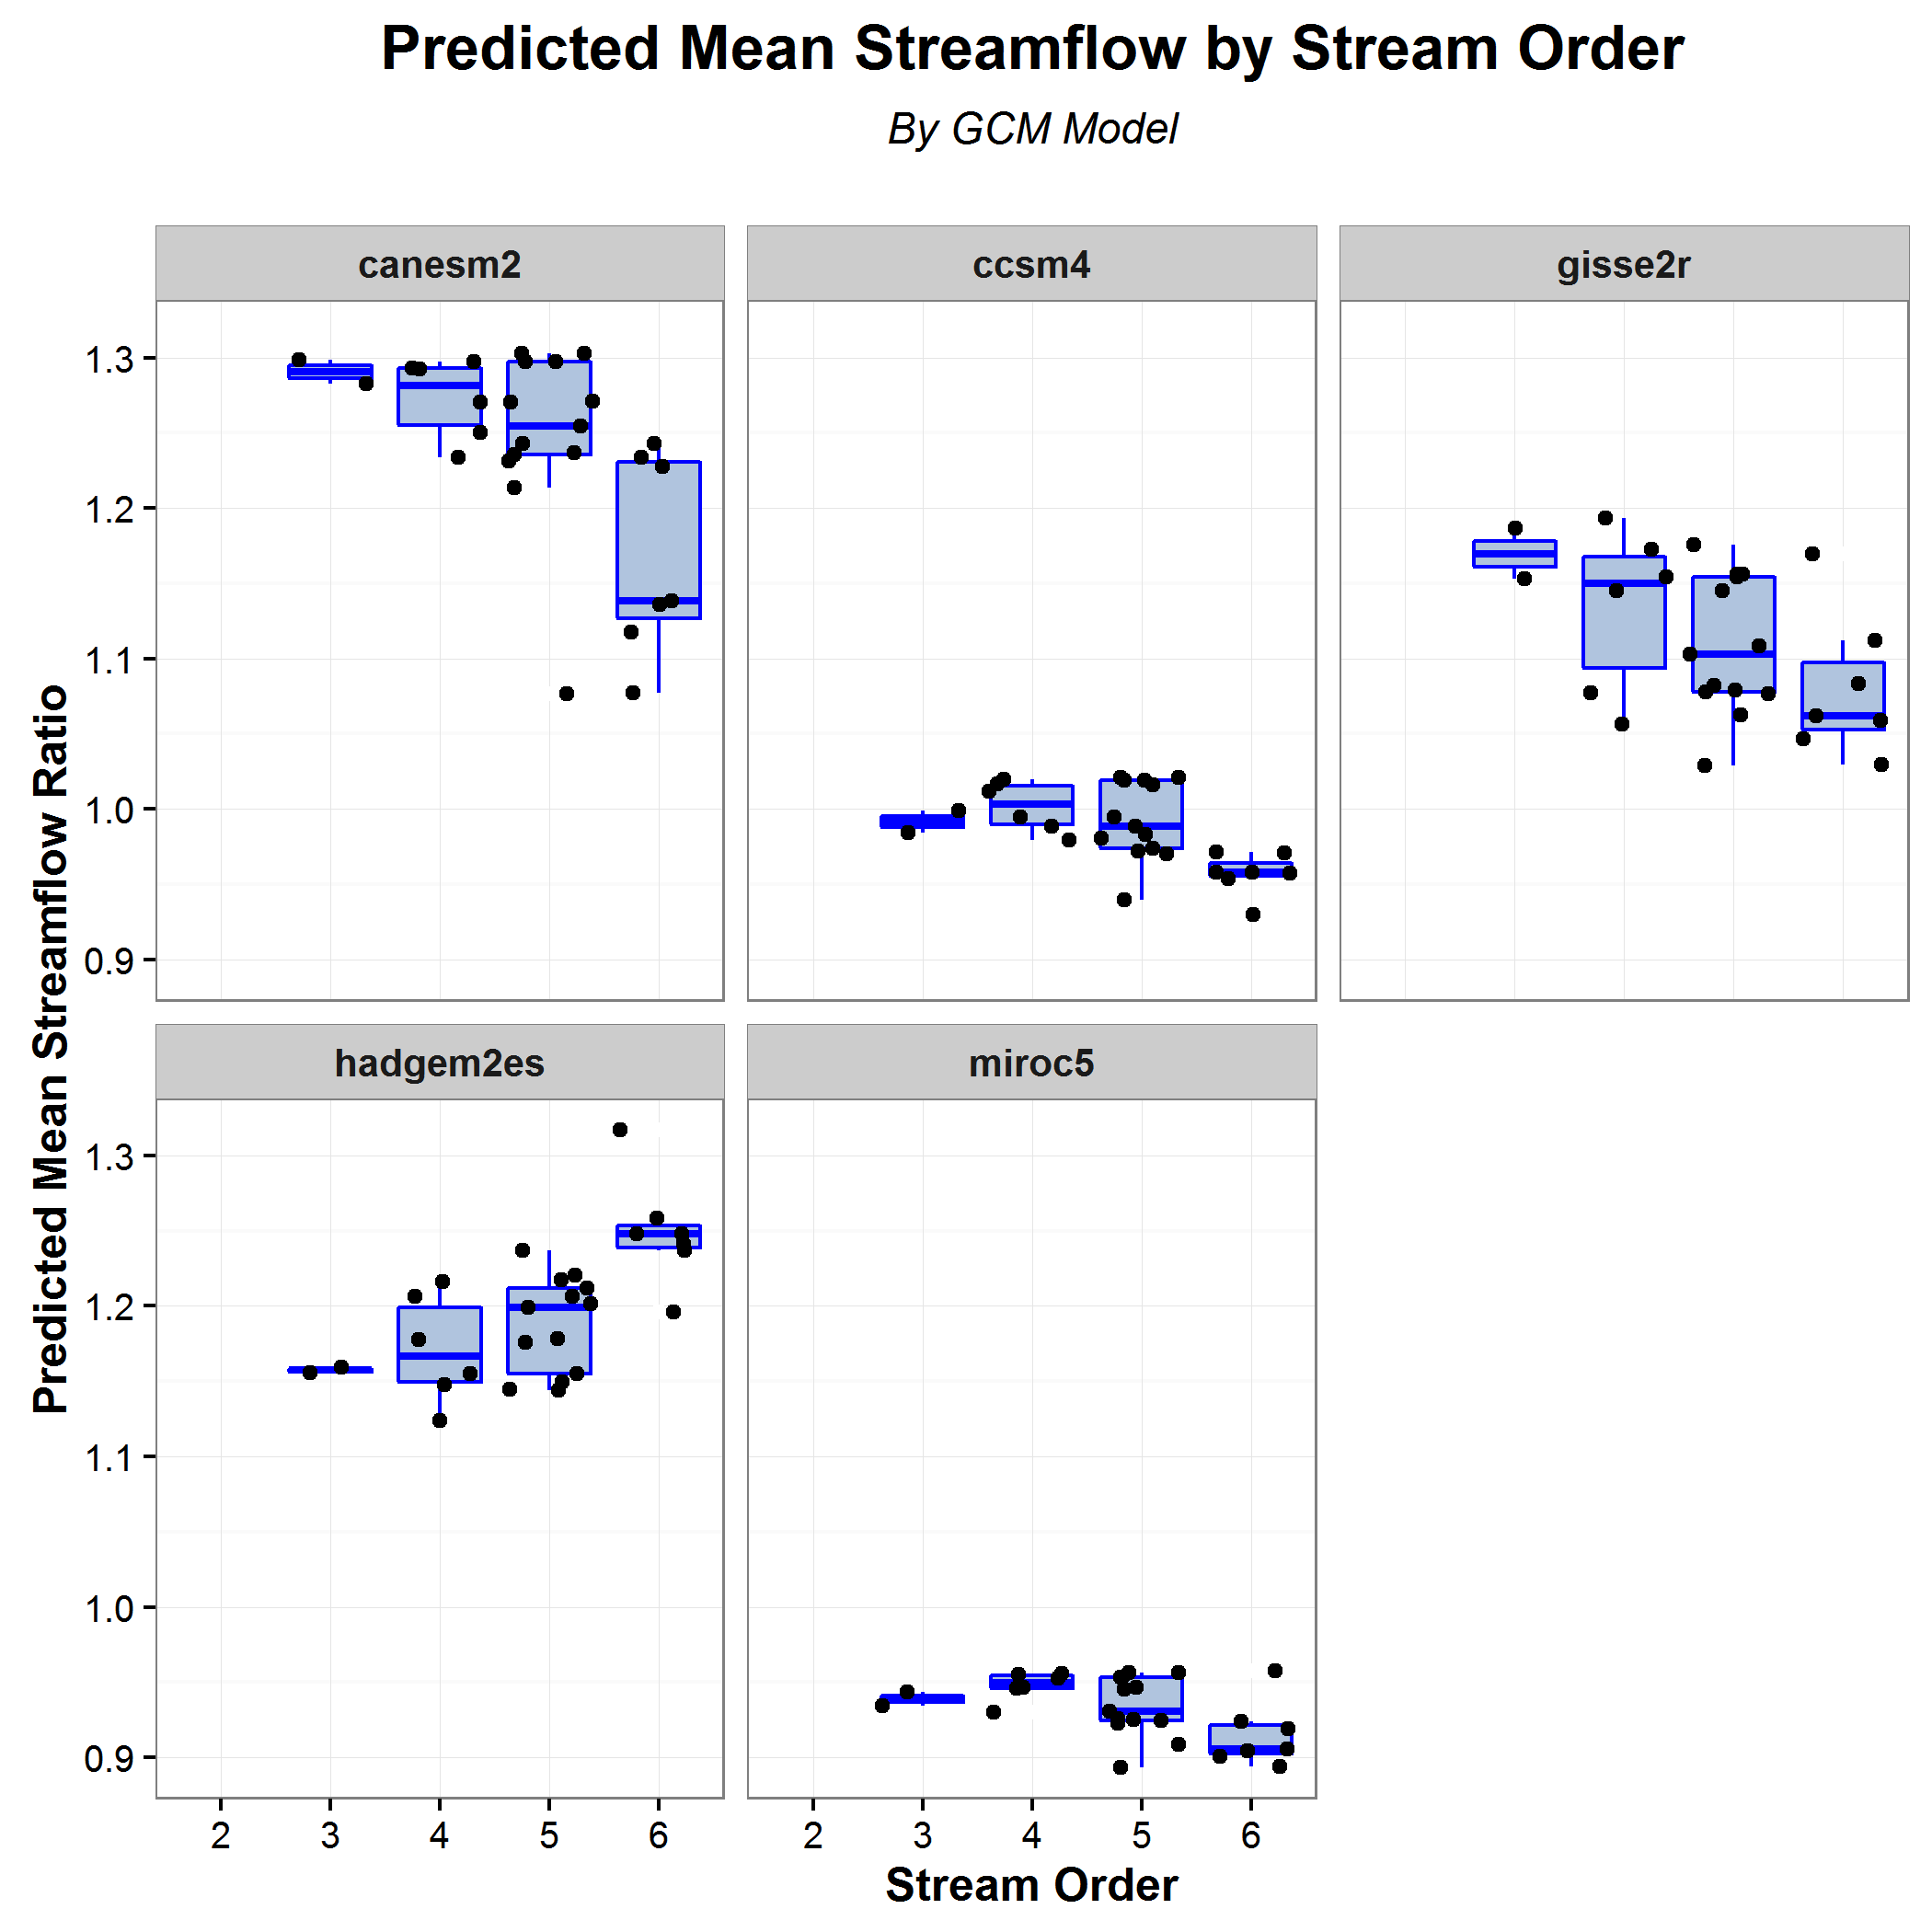 Predicted Mean Streamflow by Stream Order
By GCM Model
canesm2
ccsm4
gisse2r
1.3
1.2
1.1
1.0
0.9
Predicted Mean Streamflow Ratio
hadgem2es
miroc5
1.3
1.2
1.1
1.0
0.9
2 3 4 5 6
2 3 4 5 6
Stream Order